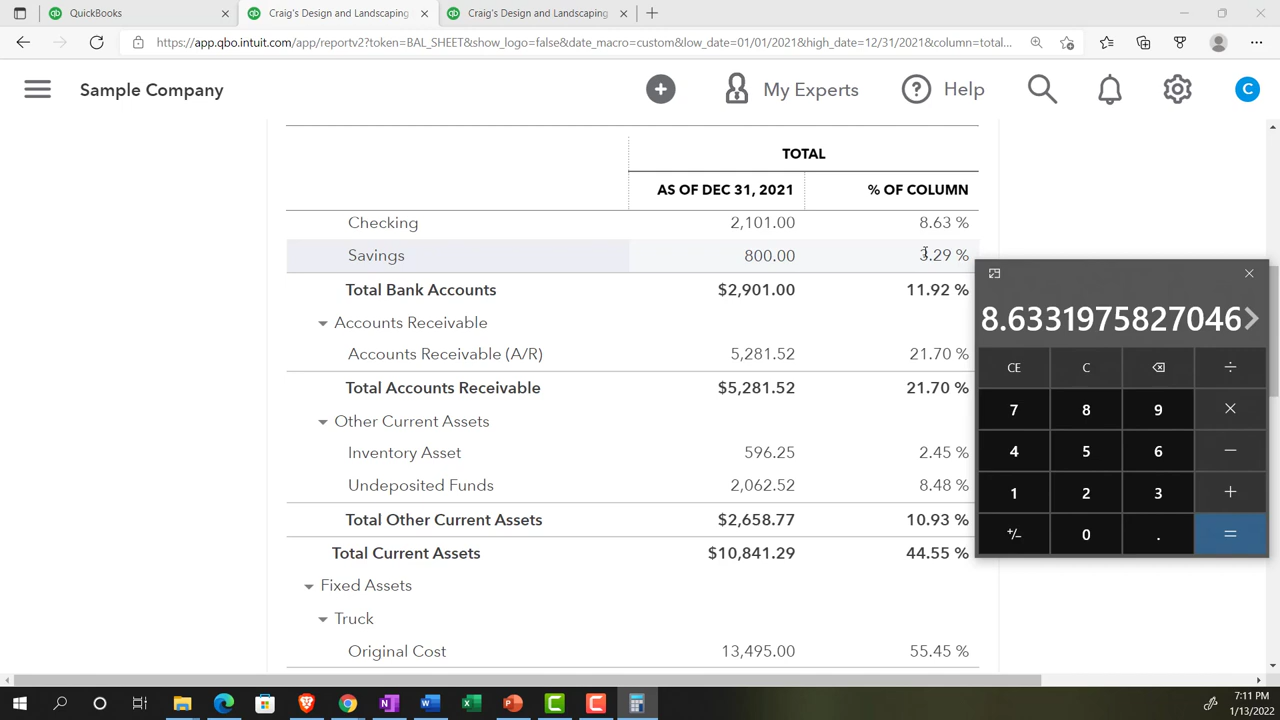 QuickBooks
Craig's Design and Landscaping
Craig's Design and Landscaping
https://app.qbo.intuit.com/app/reportv2?token=BAL_SHEET&show_logo=false&date_macro=custom&low_date=01/01/2021&high_date=12/31/2021&column=total...
Sample Company
My Experts
Help
C
TOTAL
AS OF DEC 31, 2021 % OF COLUMN
Checking 2,101.00 8.63 %
Savings 800.00 3.29 %
Total Bank Accounts $2,901.00 11.92 %
Accounts Receivable
Accounts Receivable (A/R) 5,281.52 21.70 %
Total Accounts Receivable $5,281.52 21.70 %
Other Current Assets
Inventory Asset 596.25 2.45 %
Undeposited Funds 2,062.52 8.48 %
Total Other Current Assets $2,658.77 10.93 %
Total Current Assets $10,841.29 44.55 %
Fixed Assets
Truck
Original Cost 13,495.00 55.45 %
8.6331975827046
CE C ÷
7 8 9 ×
4 5 6 −
1 2 3 +
+/− 0 . =
7:11 PM
1/13/2022